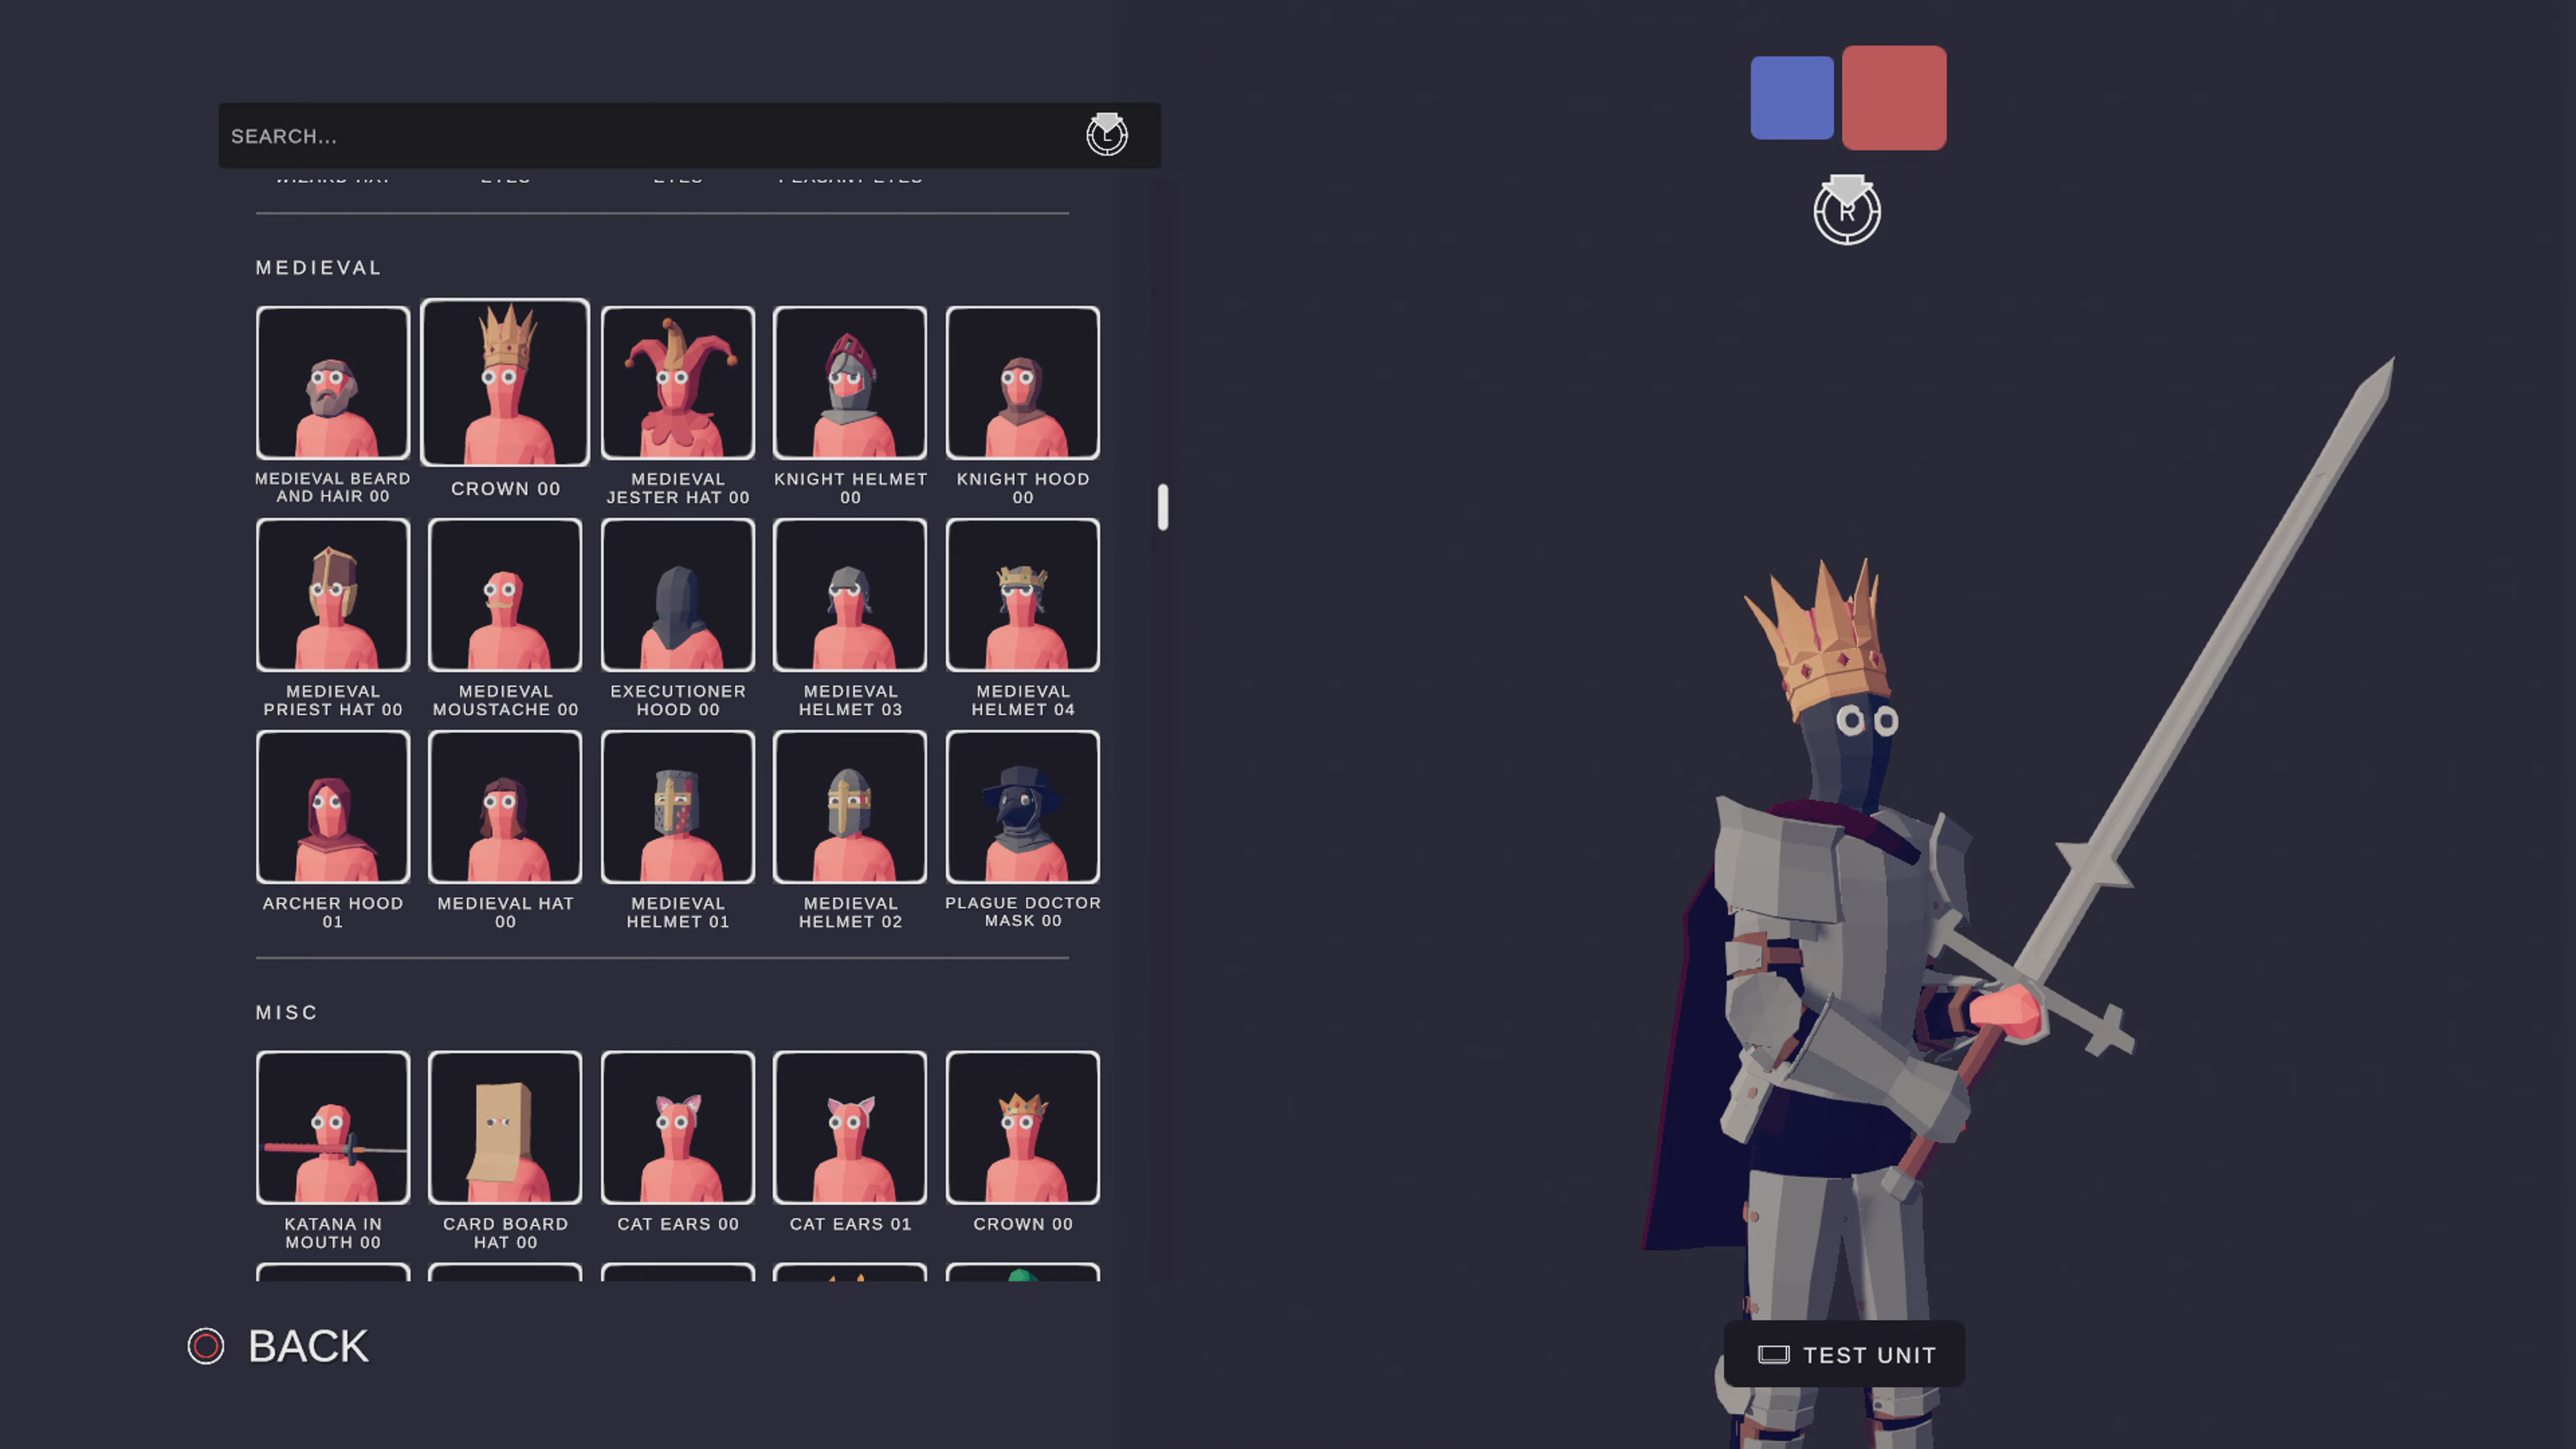 SEARCH...
L
R
MEDIEVAL
MEDIEVAL BEARD
AND HAIR 00
CROWN 00
MEDIEVAL
JESTER HAT 00
KNIGHT HELMET
00
KNIGHT HOOD
00
MEDIEVAL
PRIEST HAT 00
MEDIEVAL
MOUSTACHE 00
EXECUTIONER
HOOD 00
MEDIEVAL
HELMET 03
MEDIEVAL
HELMET 04
ARCHER HOOD
01
MEDIEVAL HAT
00
MEDIEVAL
HELMET 01
MEDIEVAL
HELMET 02
PLAGUE DOCTOR
MASK 00
MISC
KATANA IN
MOUTH 00
CARD BOARD
HAT 00
CAT EARS 00
CAT EARS 01
CROWN 00
BACK
TEST UNIT